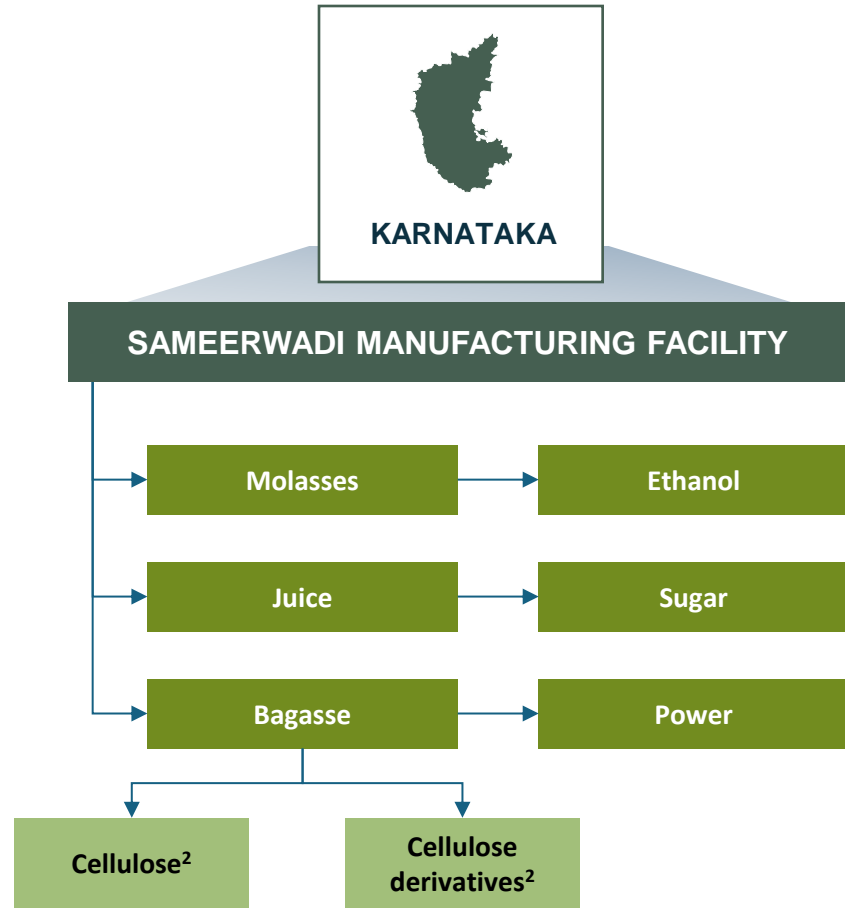 KARNATAKA
SAMEERWADI MANUFACTURING FACILITY
Molasses
Ethanol
Juice
Sugar
Bagasse
Power
Cellulose²
Cellulose
derivatives²